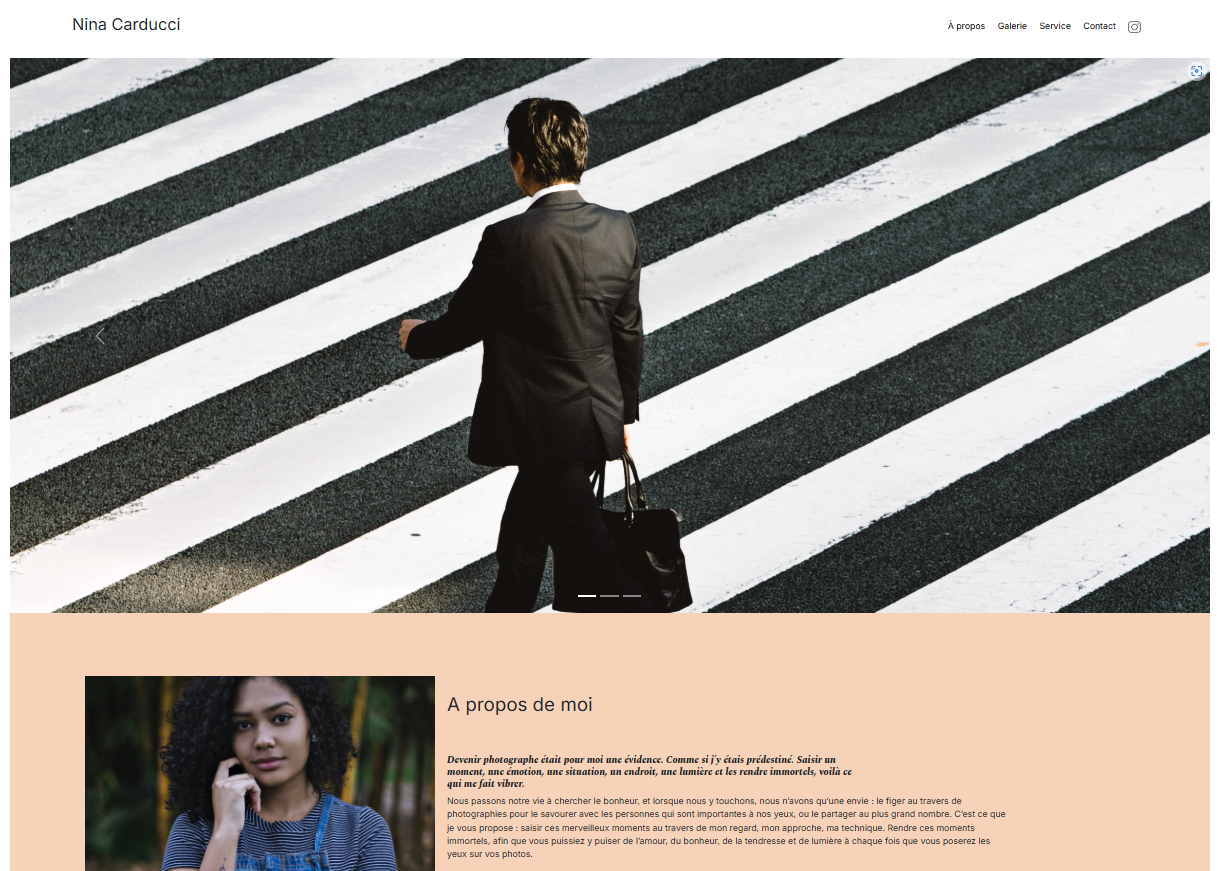 Nina Carducci
À propos Galerie Service Contact
A propos de moi
Devenir photographe était pour moi une évidence. Comme si j'y étais prédestiné. Saisir un
moment, une émotion, une situation, un endroit, une lumière et les rendre immortels, voilà ce
qui me fait vibrer.
Nous passons notre vie à chercher le bonheur, et lorsque nous y touchons, nous n'avons qu'une envie : le figer au travers de
photographies pour le savourer avec les personnes qui sont importantes à nos yeux, ou le partager au plus grand nombre. C'est ce que
je vous propose : saisir ces merveilleux moments au travers de mon regard, mon approche, ma technique. Rendre ces moments
immortels, afin que vous puissiez y puiser de l'amour, du bonheur, de la tendresse et de lumière à chaque fois que vous poserez les
yeux sur vos photos.